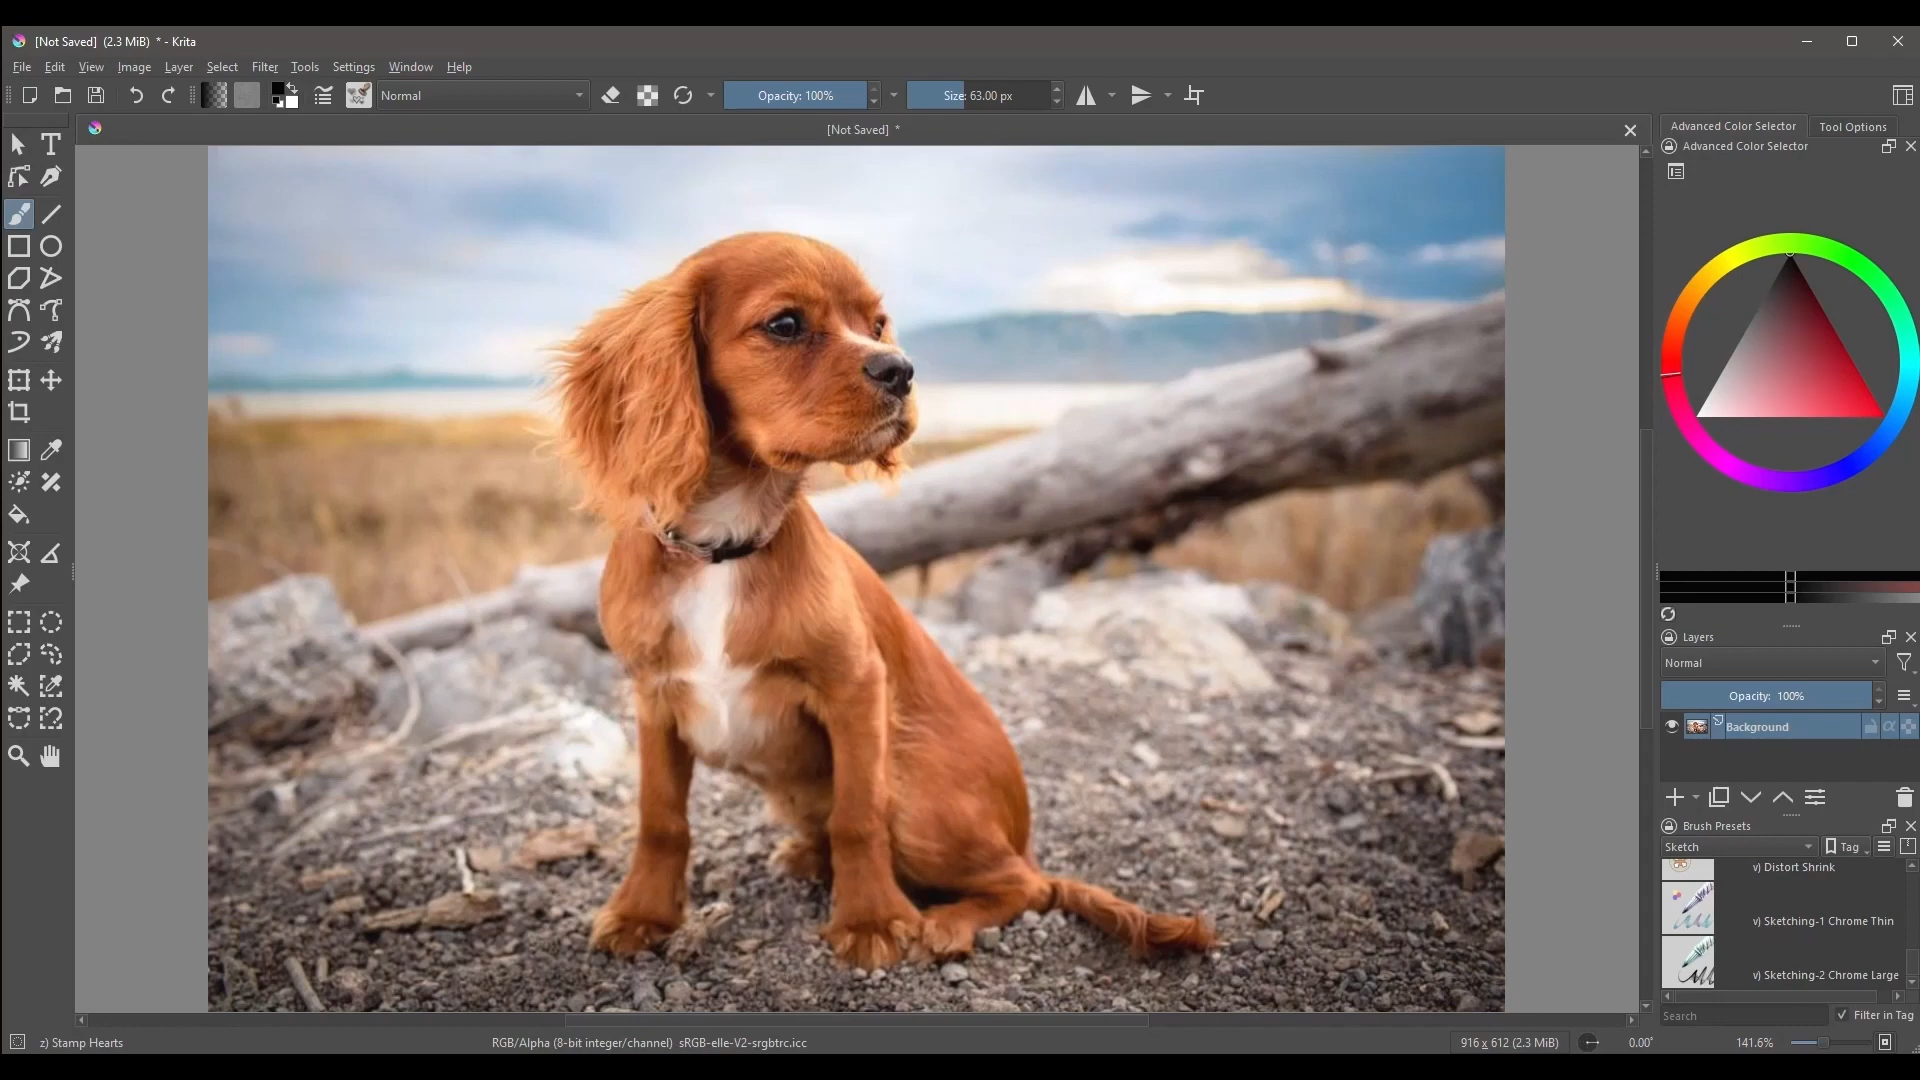 [Not Saved] (2.3 MiB) * - Krita
File Edit View Image Layer Select Filter Tools Settings Window Help
Normal Opacity: 100% Size: 63.00 px
[Not Saved] *
Advanced Color Selector Tool Options
Advanced Color Selector
Layers
Normal
Opacity: 100%
Background
Brush Presets
Sketch Tag
v) Distort Shrink
v) Sketching-1 Chrome Thin
v) Sketching-2 Chrome Large
Search Filter in Tag
z) Stamp Hearts RGB/Alpha (8-bit integer/channel) sRGB-elle-V2-srgbtrc.icc 916 x 612 (2.3 MiB) 0.00° 141.6%